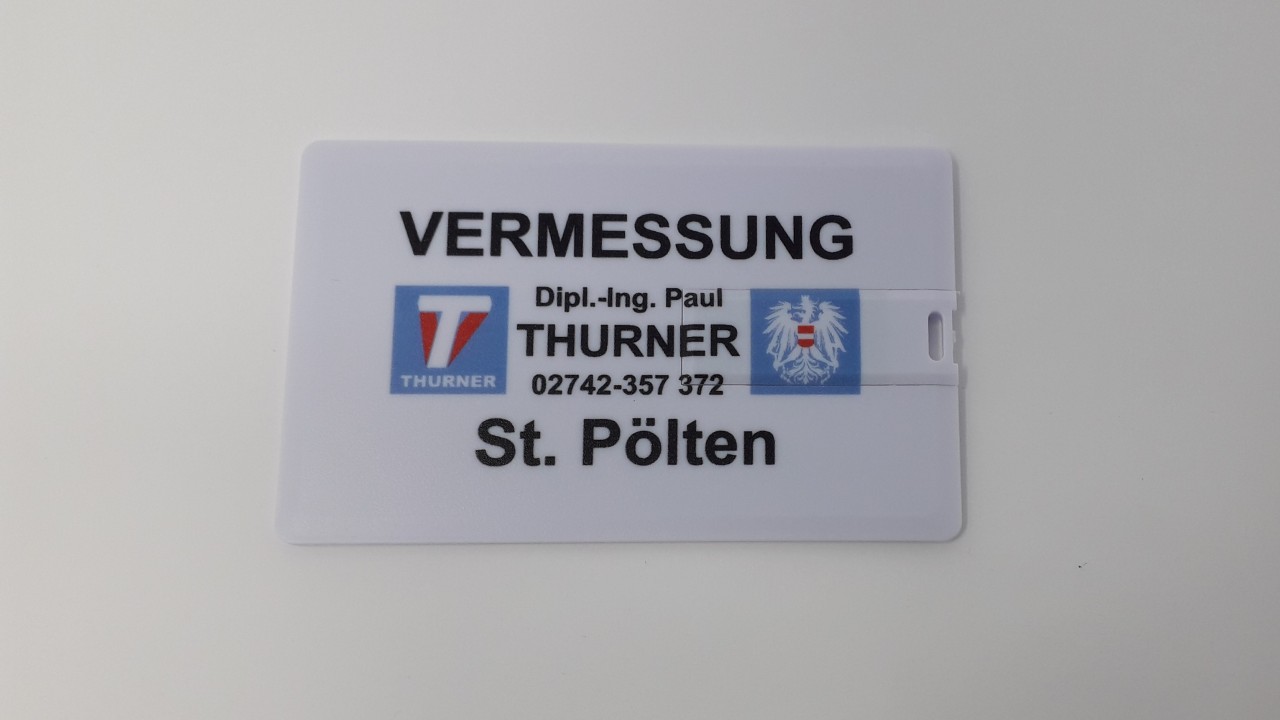 VERMESSUNG
Dipl.-Ing. Paul
THURNER
02742-357 372
THURNER
St. Pölten